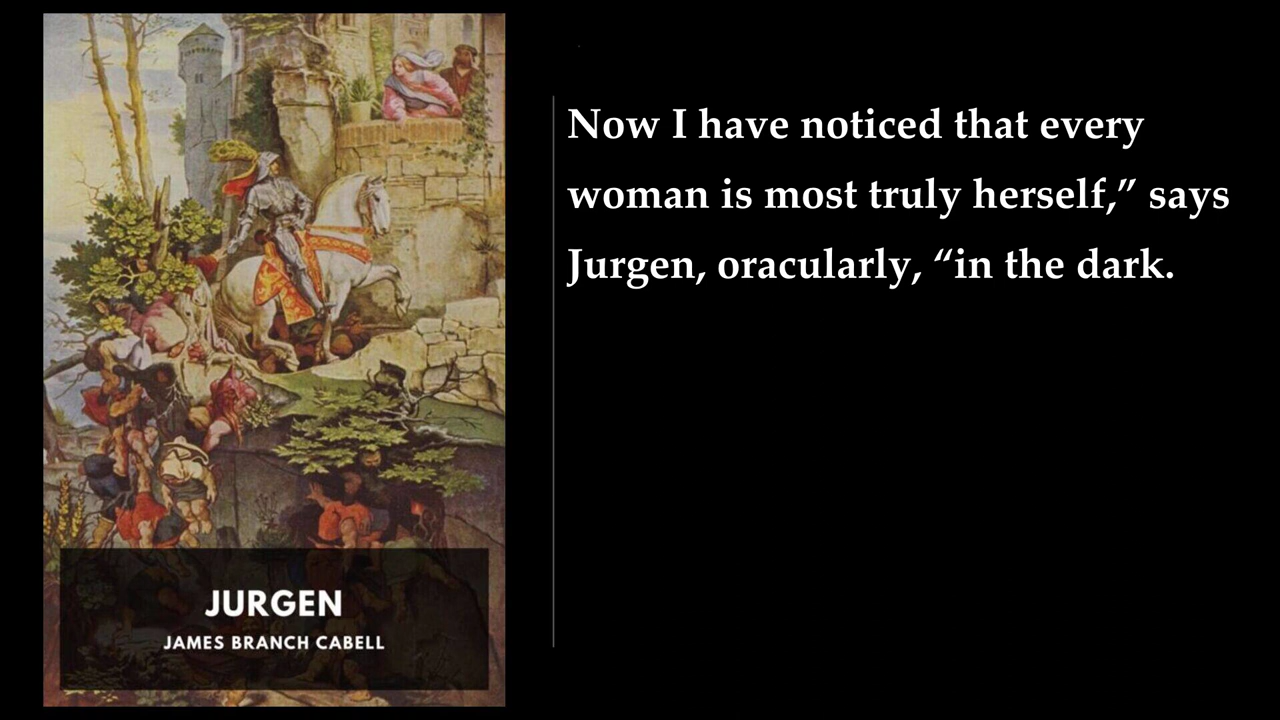 Now I have noticed that every
woman is most truly herself,” says
Jurgen, oracularly, “in the dark.
JURGEN
JAMES BRANCH CABELL